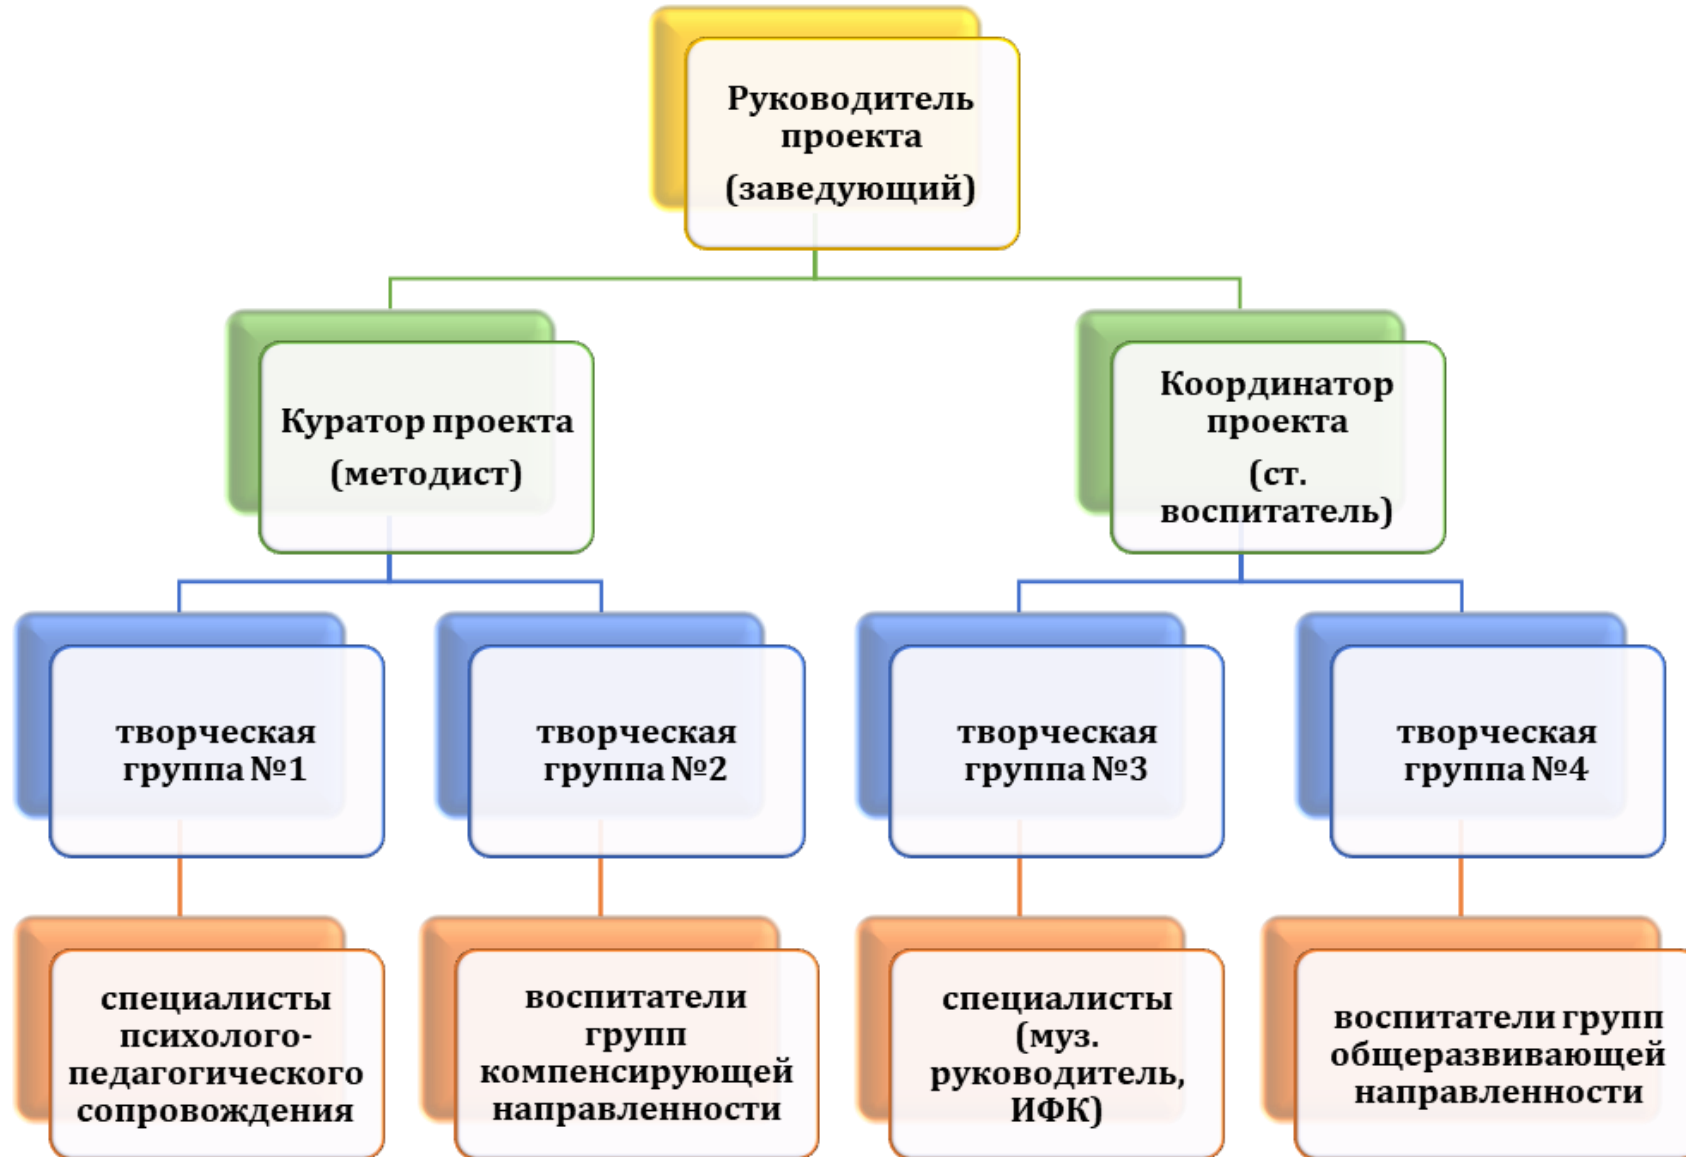 Руководитель
проекта
(заведующий)
Куратор проекта
(методист)
Координатор
проекта
(ст.
воспитатель)
творческая
группа №1
творческая
группа №2
творческая
группа №3
творческая
группа №4
специалисты
психолого-
педагогического
сопровождения
воспитатели
групп
компенсирующей
направленности
специалисты
(муз.
руководитель,
ИФК)
воспитатели групп
общеразвивающей
направленности